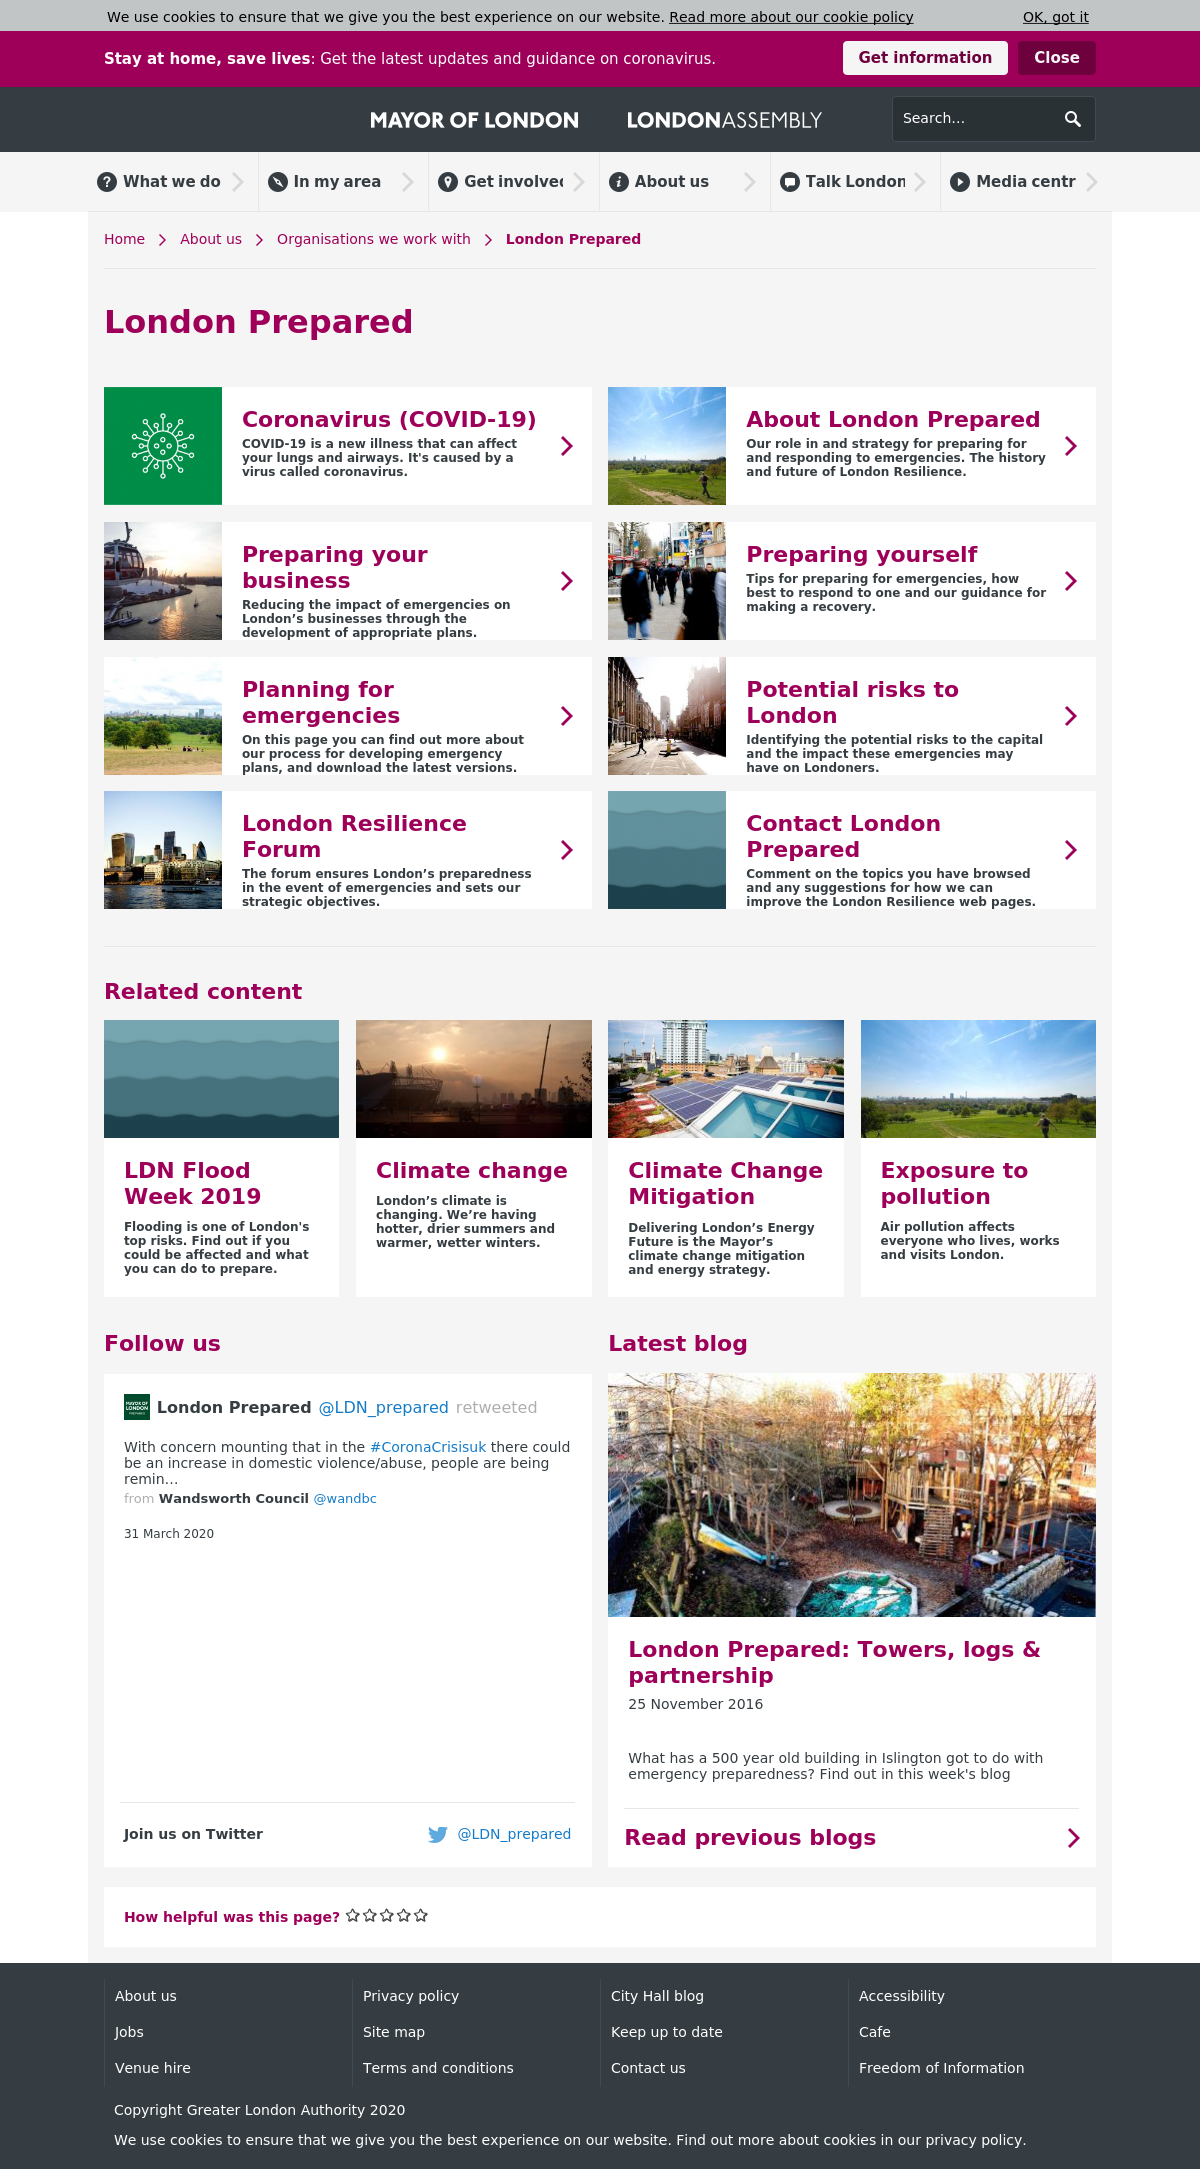 We use cookies to ensure that we give you the best experience on our website. Read more about our cookie policy
OK, got it
Stay at home, save lives: Get the latest updates and guidance on coronavirus.
Get information
Close
MAYOR OF LONDON
LONDONASSEMBLY
Search...
What we do
In my area
Get involved
About us
Talk London
Media centr
Home
About us
Organisations we work with
London Prepared
London Prepared
Coronavirus (COVID-19)
COVID-19 is a new illness that can affect
your lungs and airways. It's caused by a
virus called coronavirus.
About London Prepared
Our role in and strategy for preparing for
and responding to emergencies. The history
and future of London Resilience.
Preparing your
business
Reducing the impact of emergencies on
London’s businesses through the
development of appropriate plans.
Preparing yourself
Tips for preparing for emergencies, how
best to respond to one and our guidance for
making a recovery.
Planning for
emergencies
On this page you can find out more about
our process for developing emergency
plans, and download the latest versions.
Potential risks to
London
Identifying the potential risks to the capital
and the impact these emergencies may
have on Londoners.
London Resilience
Forum
The forum ensures London’s preparedness
in the event of emergencies and sets our
strategic objectives.
Contact London
Prepared
Comment on the topics you have browsed
and any suggestions for how we can
improve the London Resilience web pages.
Related content
LDN Flood
Week 2019
Flooding is one of London's
top risks. Find out if you
could be affected and what
you can do to prepare.
Climate change
London’s climate is
changing. We’re having
hotter, drier summers and
warmer, wetter winters.
Climate Change
Mitigation
Delivering London’s Energy
Future is the Mayor’s
climate change mitigation
and energy strategy.
Exposure to
pollution
Air pollution affects
everyone who lives, works
and visits London.
Follow us
MAYOR OF
LONDON
London Prepared @LDN_prepared retweeted
With concern mounting that in the #CoronaCrisisuk there could
be an increase in domestic violence/abuse, people are being
remin…
from Wandsworth Council @wandbc
31 March 2020
Join us on Twitter
@LDN_prepared
Latest blog
London Prepared: Towers, logs &
partnership
25 November 2016
What has a 500 year old building in Islington got to do with
emergency preparedness? Find out in this week's blog
Read previous blogs
How helpful was this page?
About us
Privacy policy
City Hall blog
Accessibility
Jobs
Site map
Keep up to date
Cafe
Venue hire
Terms and conditions
Contact us
Freedom of Information
Copyright Greater London Authority 2020
We use cookies to ensure that we give you the best experience on our website. Find out more about cookies in our privacy policy.